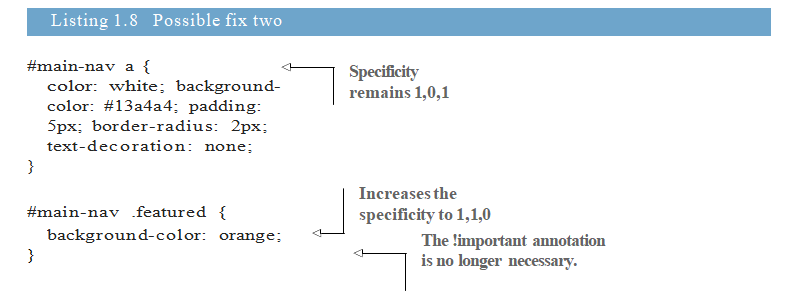 Listing 1.8 Possible fix two
#main-nav a {
color: white; background-
color: #13a4a4; padding:
5px; border-radius: 2px;
text-decoration: none;
}
Specificity
remains 1,0,1
#main-nav .featured {
background-color: orange;
}
Increases the
specificity to 1,1,0
The !important annotation
is no longer necessary.